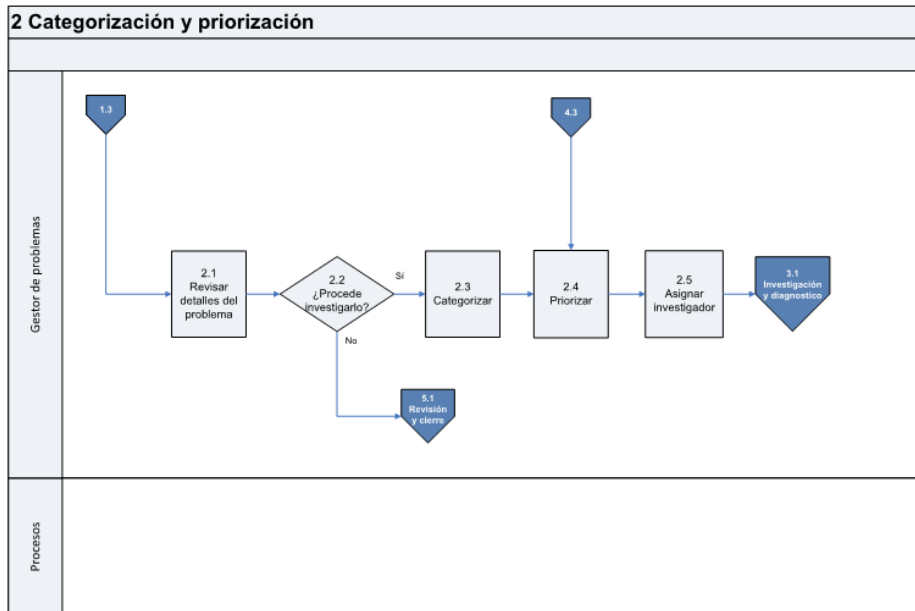 2 Categorización y priorización
Gestor de problemas
1.3
4.3
2.1
Revisar
detalles del
problema
2.2
¿Procede
investigarlo?
Sí
No
2.3
Categorizar
2.4
Priorizar
2.5
Asignar
investigador
3.1
Investigación
y diagnostico
5.1
Revisión
y cierre
Procesos